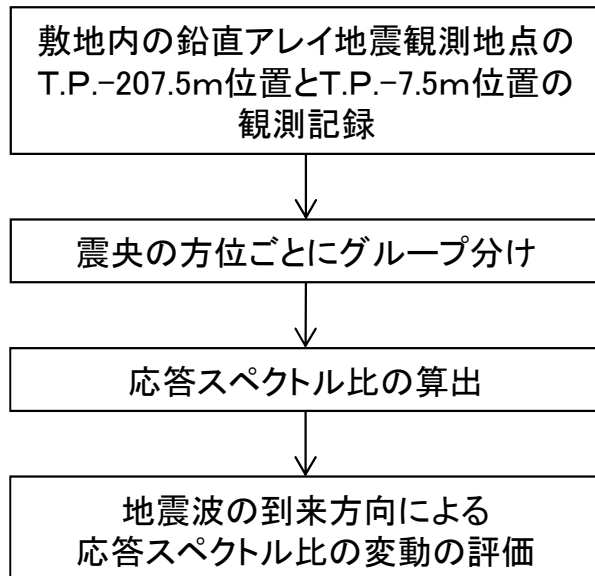 敷地内の鉛直アレイ地震観測地点の
T.P.-207.5m位置とT.P.-7.5m位置の
観測記録
震央の方位ごとにグループ分け
応答スペクトル比の算出
地震波の到来方向による
応答スペクトル比の変動の評価